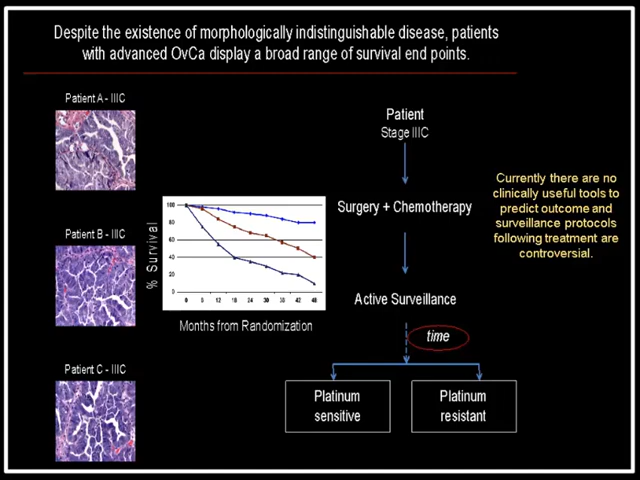 Despite the existence of morphologically indistinguishable disease, patients
with advanced OvCa display a broad range of survival end points.
Patient A - IIIC
Patient B - IIIC
Patient C - IIIC
% Survival
100
80
60
40
20
0
0 6 12 18 24 30 36 42 48
Months from Randomization
Patient
Stage IIIC
Surgery + Chemotherapy
Active Surveillance
time
Platinum
sensitive
Platinum
resistant
Currently there are no
clinically useful tools to
predict outcome and
surveillance protocols
following treatment are
controversial.